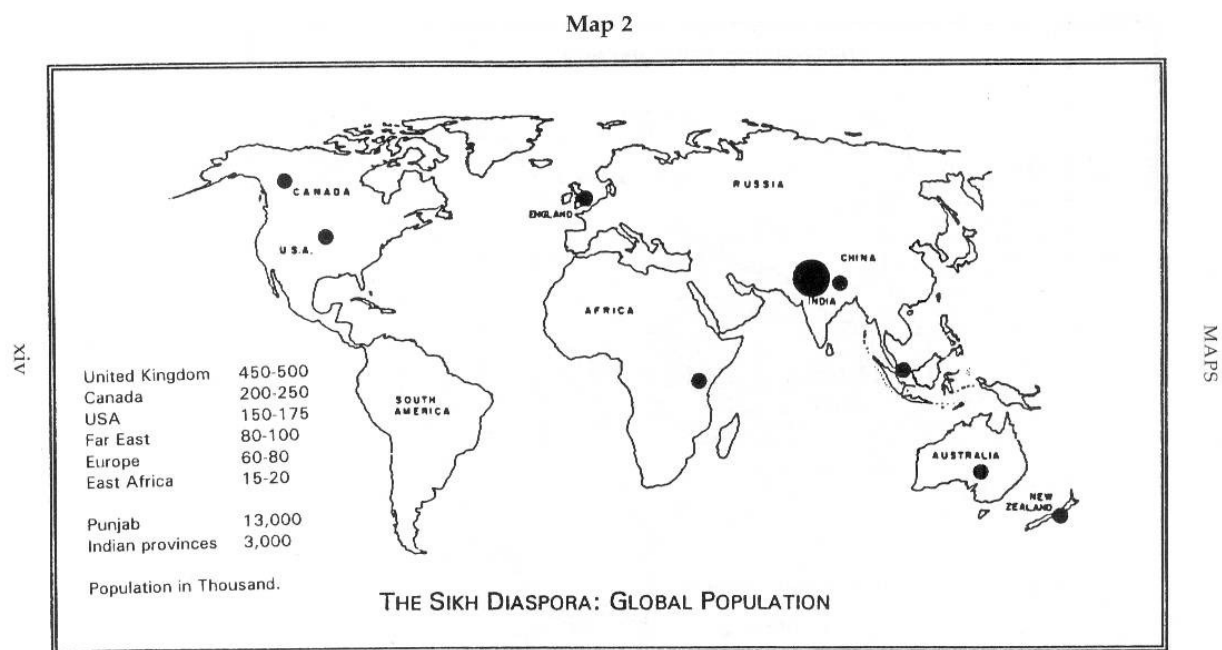 Map 2
xiv
MAPS
CANADA
U.S.A.
ENGLAND
RUSSIA
CHINA
INDIA
AFRICA
SOUTH
AMERICA
AUSTRALIA
NEW
ZEALAND
United Kingdom 450-500
Canada 200-250
USA 150-175
Far East 80-100
Europe 60-80
East Africa 15-20
Punjab 13,000
Indian provinces 3,000
Population in Thousand.
THE SIKH DIASPORA: GLOBAL POPULATION